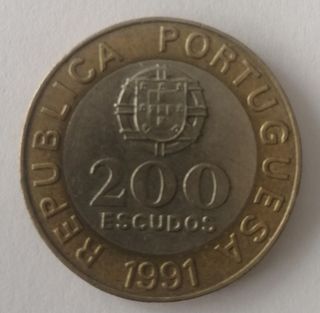 REPUBLICA PORTUGUESA
200
ESCUDOS
1991